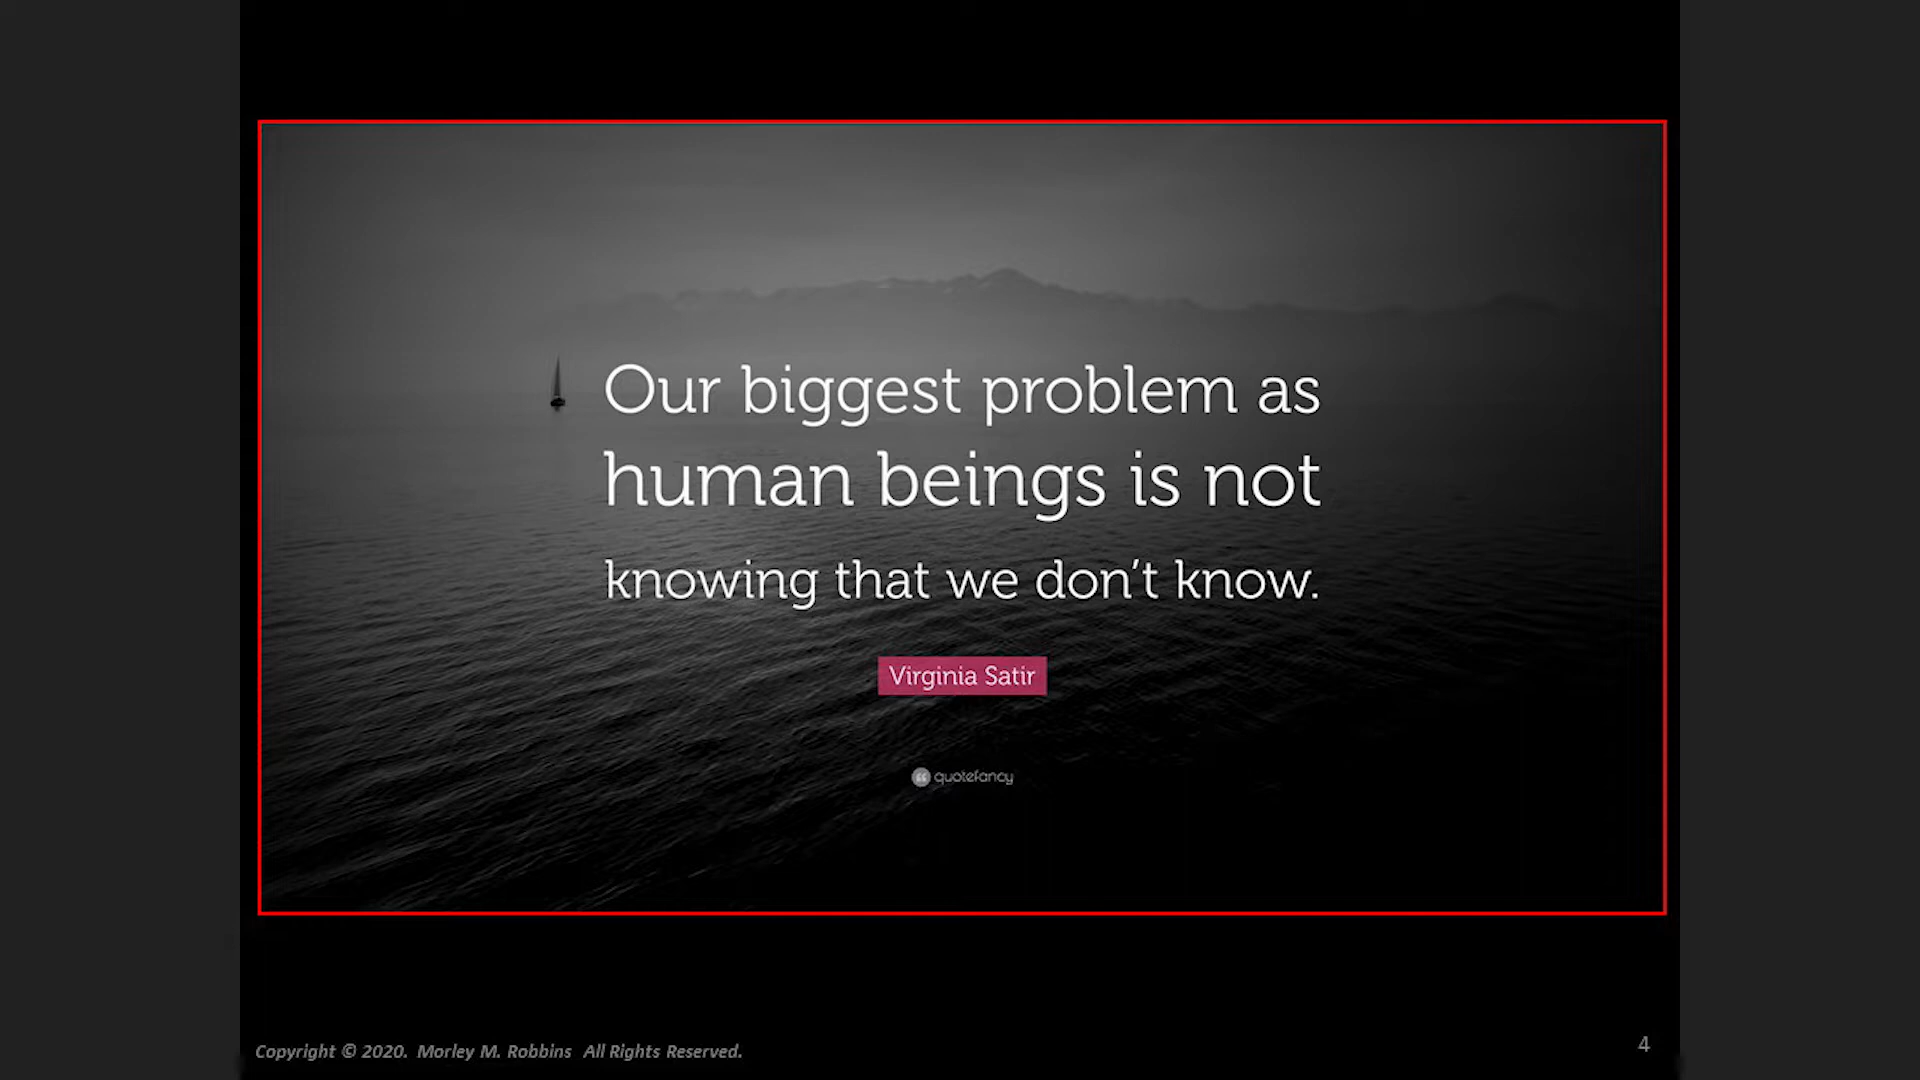 Our biggest problem as
human beings is not
knowing that we don't know.
Virginia Satir
quotefancy
Copyright © 2020. Morley M. Robbins All Rights Reserved.
4